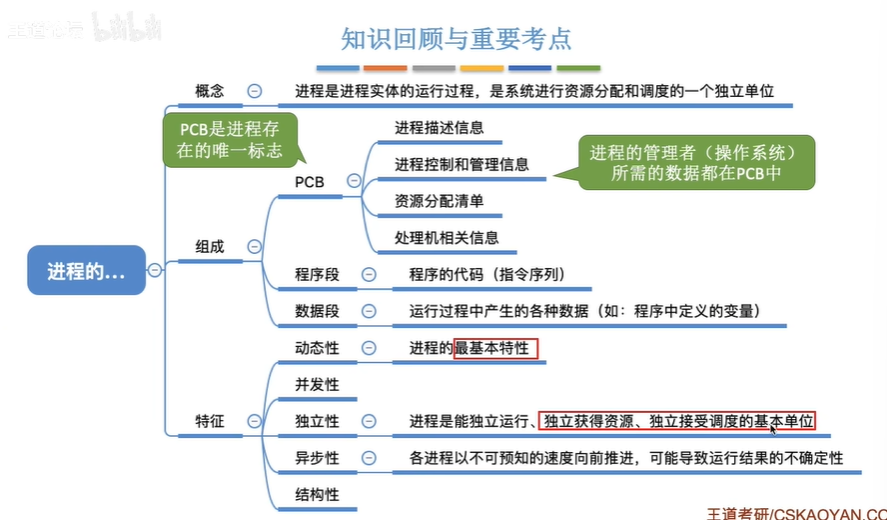 知识回顾与重要考点
概念
进程是进程实体的运行过程，是系统进行资源分配和调度的一个独立单位
PCB是进程存
在的唯一标志
进程描述信息
进程控制和管理信息
进程的管理者（操作系统）
所需的数据都在PCB中
PCB
资源分配清单
处理机相关信息
组成
进程的...
程序段
程序的代码（指令序列）
数据段
运行过程中产生的各种数据（如：程序中定义的变量）
动态性
进程的最基本特性
并发性
特征
独立性
进程是能独立运行、独立获得资源、独立接受调度的基本单位
异步性
各进程以不可预知的速度向前推进，可能导致运行结果的不确定性
结构性
王道考研/CSKAOYAN.CO